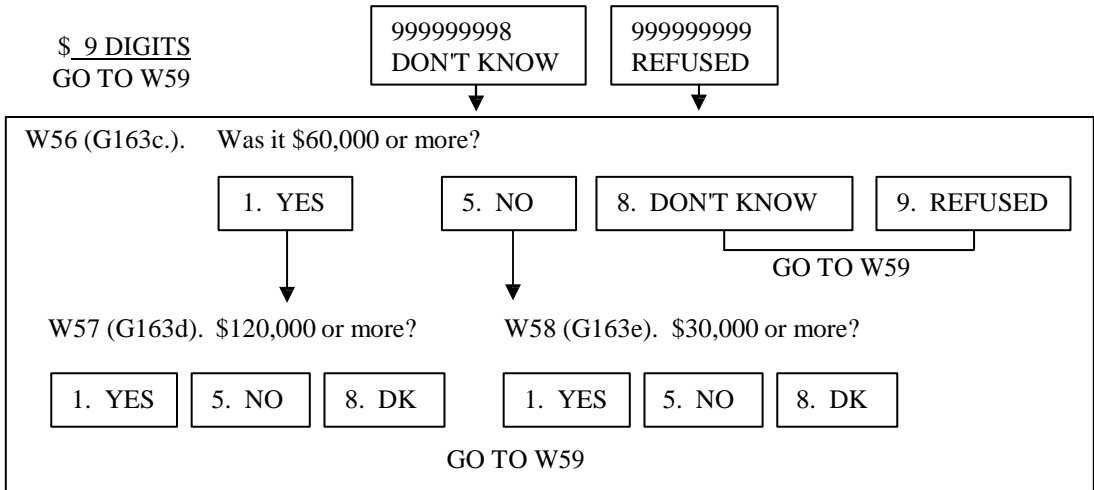 $ 9 DIGITS
GO TO W59
999999998
DON'T KNOW
999999999
REFUSED
W56 (G163c.). Was it $60,000 or more?
1. YES 5. NO 8. DON'T KNOW 9. REFUSED
GO TO W59
W57 (G163d). $120,000 or more? W58 (G163e). $30,000 or more?
1. YES 5. NO 8. DK 1. YES 5. NO 8. DK
GO TO W59